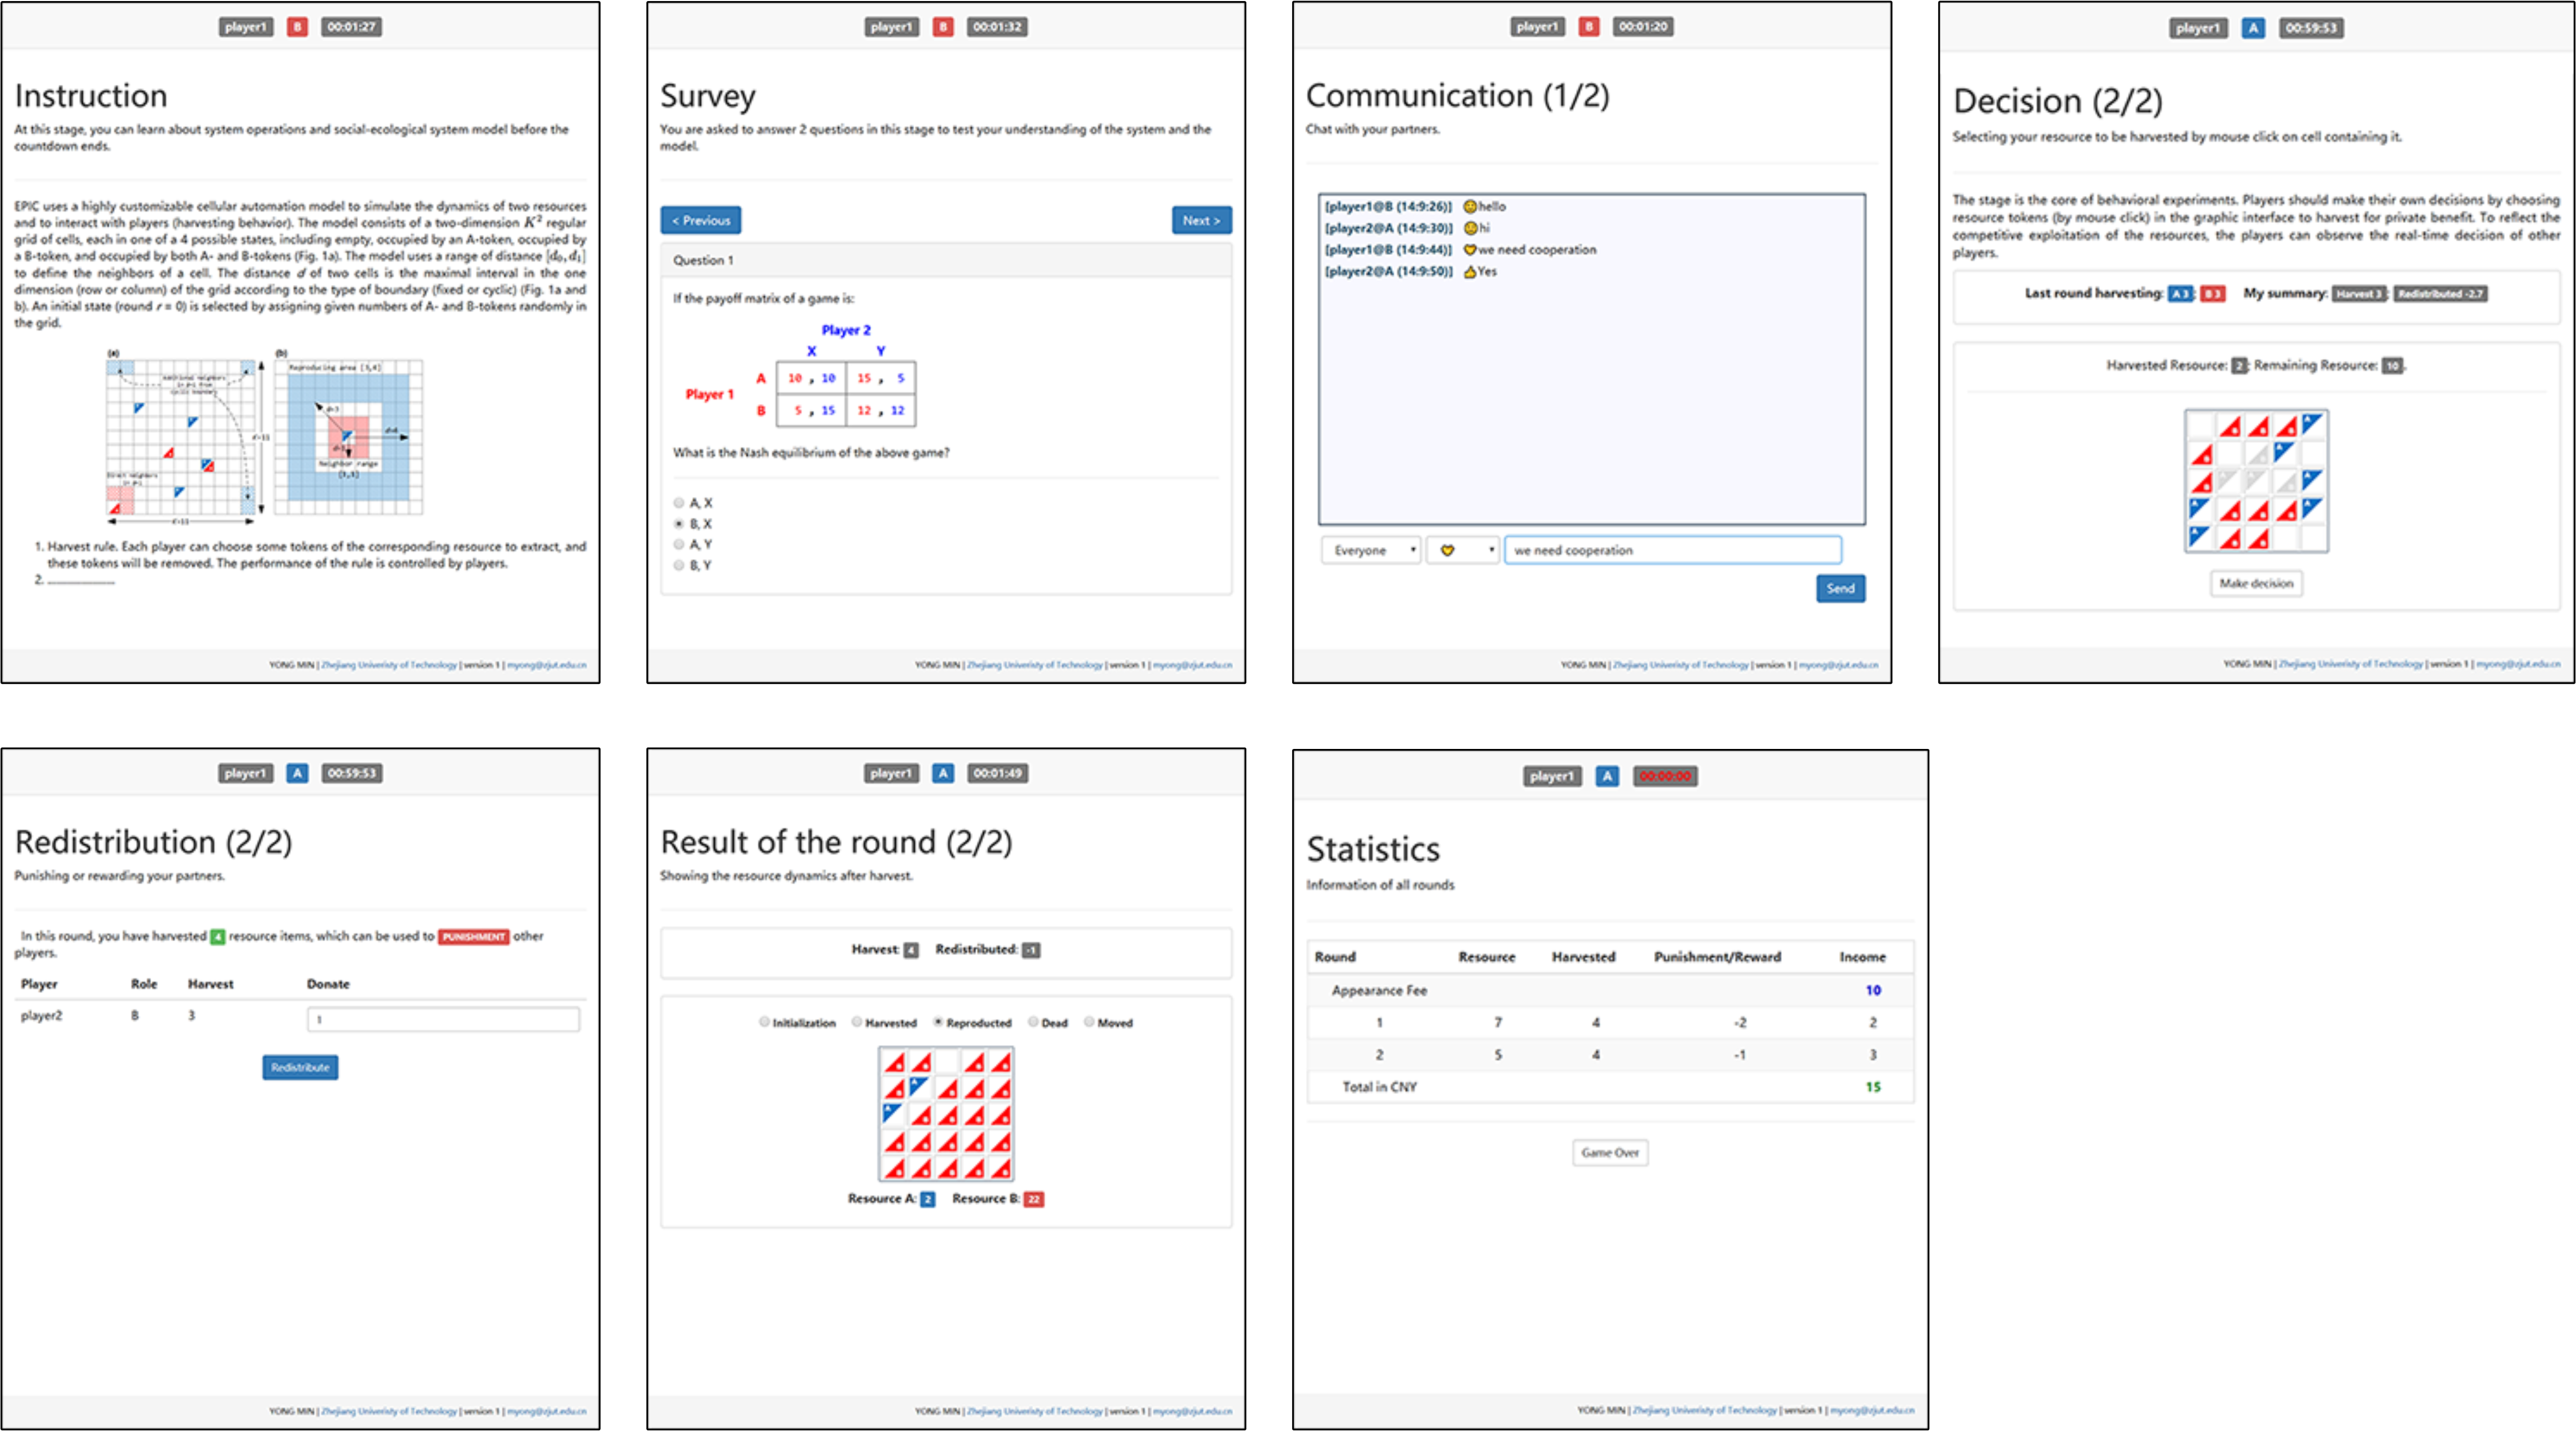 player1 B 00:01:27
Instruction
At this stage, you can learn about system operations and social-ecological system model before the
countdown ends.
EPIC uses a highly customizable cellular automation model to simulate the dynamics of two resources
and to interact with players (harvesting behavior). The model consists of a two-dimension K² regular
grid of cells, each in one of a 4 possible states, including empty, occupied by an A-token, occupied by
a B-token, and occupied by both A- and B-tokens (Fig. 1a). The model uses a range of distance [d₀, d₁]
to define the neighbors of a cell. The distance d of two cells is the maximal interval in the one
dimension (row or column) of the grid according to the type of boundary (fixed or cyclic) (Fig. 1a and
b). An initial state (round r = 0) is selected by assigning given numbers of A- and B-tokens randomly in
the grid.
(a) (b)
Additional neighbors
Reproducing area [3,4]
Direct neighbors
Neighbor range
[1,1]
1. Harvest rule. Each player can choose some tokens of the corresponding resource to extract, and
these tokens will be removed. The performance of the rule is controlled by players.
2. ___________
YONG MIN | Zhejiang Univeristy of Technology | version 1 | myong@zjut.edu.cn
player1 B 00:01:32
Survey
You are asked to answer 2 questions in this stage to test your understanding of the system and the
model.
< Previous Next >
Question 1
If the payoff matrix of a game is:
Player 2
X Y
A 10 , 10 15 , 5
Player 1
B 5 , 15 12 , 12
What is the Nash equilibrium of the above game?
A, X
B, X
A, Y
B, Y
YONG MIN | Zhejiang Univeristy of Technology | version 1 | myong@zjut.edu.cn
player1 B 00:01:20
Communication (1/2)
Chat with your partners.
[player1@B (14:9:26)] hello
[player2@A (14:9:30)] hi
[player1@B (14:9:44)] we need cooperation
[player2@A (14:9:50)] Yes
Everyone we need cooperation
Send
YONG MIN | Zhejiang Univeristy of Technology | version 1 | myong@zjut.edu.cn
player1 A 00:59:53
Decision (2/2)
Selecting your resource to be harvested by mouse click on cell containing it.
The stage is the core of behavioral experiments. Players should make their own decisions by choosing
resource tokens (by mouse click) in the graphic interface to harvest for private benefit. To reflect the
competitive exploitation of the resources, the players can observe the real-time decision of other
players.
Last round harvesting: A 3; B 3 My summary: Harvest 3; Redistributed -2.7
Harvested Resource: 2; Remaining Resource: 10.
Make decision
YONG MIN | Zhejiang Univeristy of Technology | version 1 | myong@zjut.edu.cn
player1 A 00:59:53
Redistribution (2/2)
Punishing or rewarding your partners.
In this round, you have harvested 4 resource items, which can be used to PUNISHMENT other
players.
Player Role Harvest Donate
player2 B 3 1
Redistribute
YONG MIN | Zhejiang Univeristy of Technology | version 1 | myong@zjut.edu.cn
player1 A 00:01:49
Result of the round (2/2)
Showing the resource dynamics after harvest.
Harvest: 4 Redistributed: -1
Initialization Harvested Reproducted Dead Moved
Resource A: 2 Resource B: 22
YONG MIN | Zhejiang Univeristy of Technology | version 1 | myong@zjut.edu.cn
player1 A 00:00:00
Statistics
Information of all rounds
Round Resource Harvested Punishment/Reward Income
Appearance Fee 10
1 7 4 -2 2
2 5 4 -1 3
Total in CNY 15
Game Over
YONG MIN | Zhejiang Univeristy of Technology | version 1 | myong@zjut.edu.cn